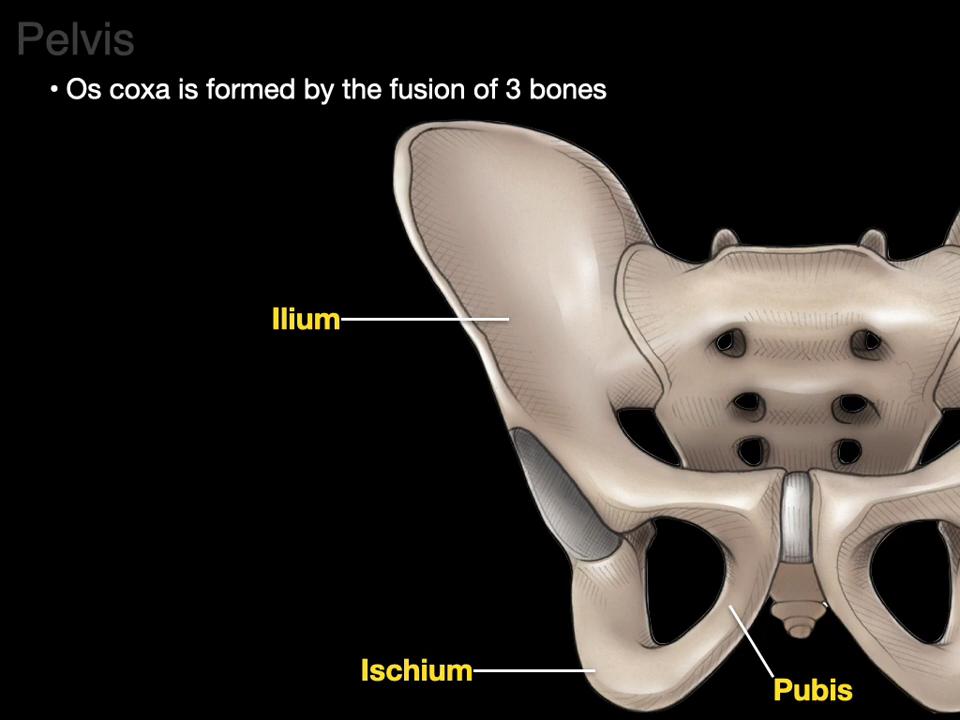 Pelvis
• Os coxa is formed by the fusion of 3 bones
Ilium
Ischium
Pubis